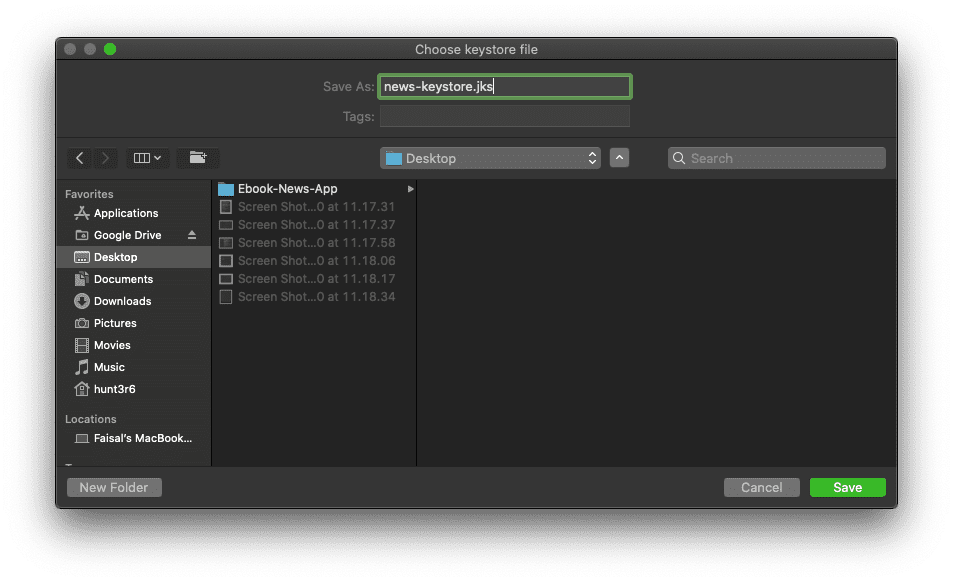 Choose keystore file
Save As: news-keystore.jks
Tags:
Desktop
Search
Favorites
Applications
Google Drive
Desktop
Documents
Downloads
Pictures
Movies
Music
hunt3r6
Locations
Faisal's MacBook...
Ebook-News-App
Screen Shot...0 at 11.17.31
Screen Shot...0 at 11.17.37
Screen Shot...0 at 11.17.58
Screen Shot...0 at 11.18.06
Screen Shot...0 at 11.18.17
Screen Shot...0 at 11.18.34
New Folder
Cancel
Save